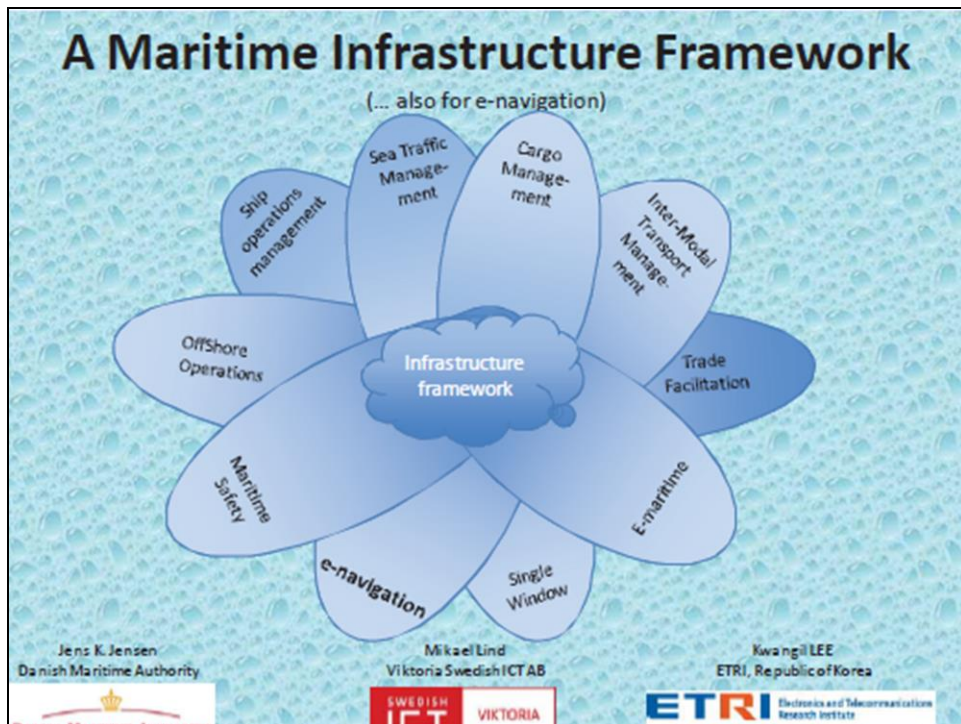 A Maritime Infrastructure Framework
(... also for e-navigation)
Sea Traffic
Manage-
ment
Cargo
Manage-
ment
Ship
operations
management
Inter-Modal
Transport
Manage-
ment
OffShore
Operations
Infrastructure
framework
Trade
Facilitation
Maritime
Safety
E-maritime
e-navigation
Single
Window
Jens K. Jensen
Danish Maritime Authority
Mikael Lind
Viktoria Swedish ICT AB
Kwangil LEE
ETRI, Republic of Korea
SWEDISH
ICT
VIKTORIA
ETRI
Electronics and Telecommunications
Research Institute